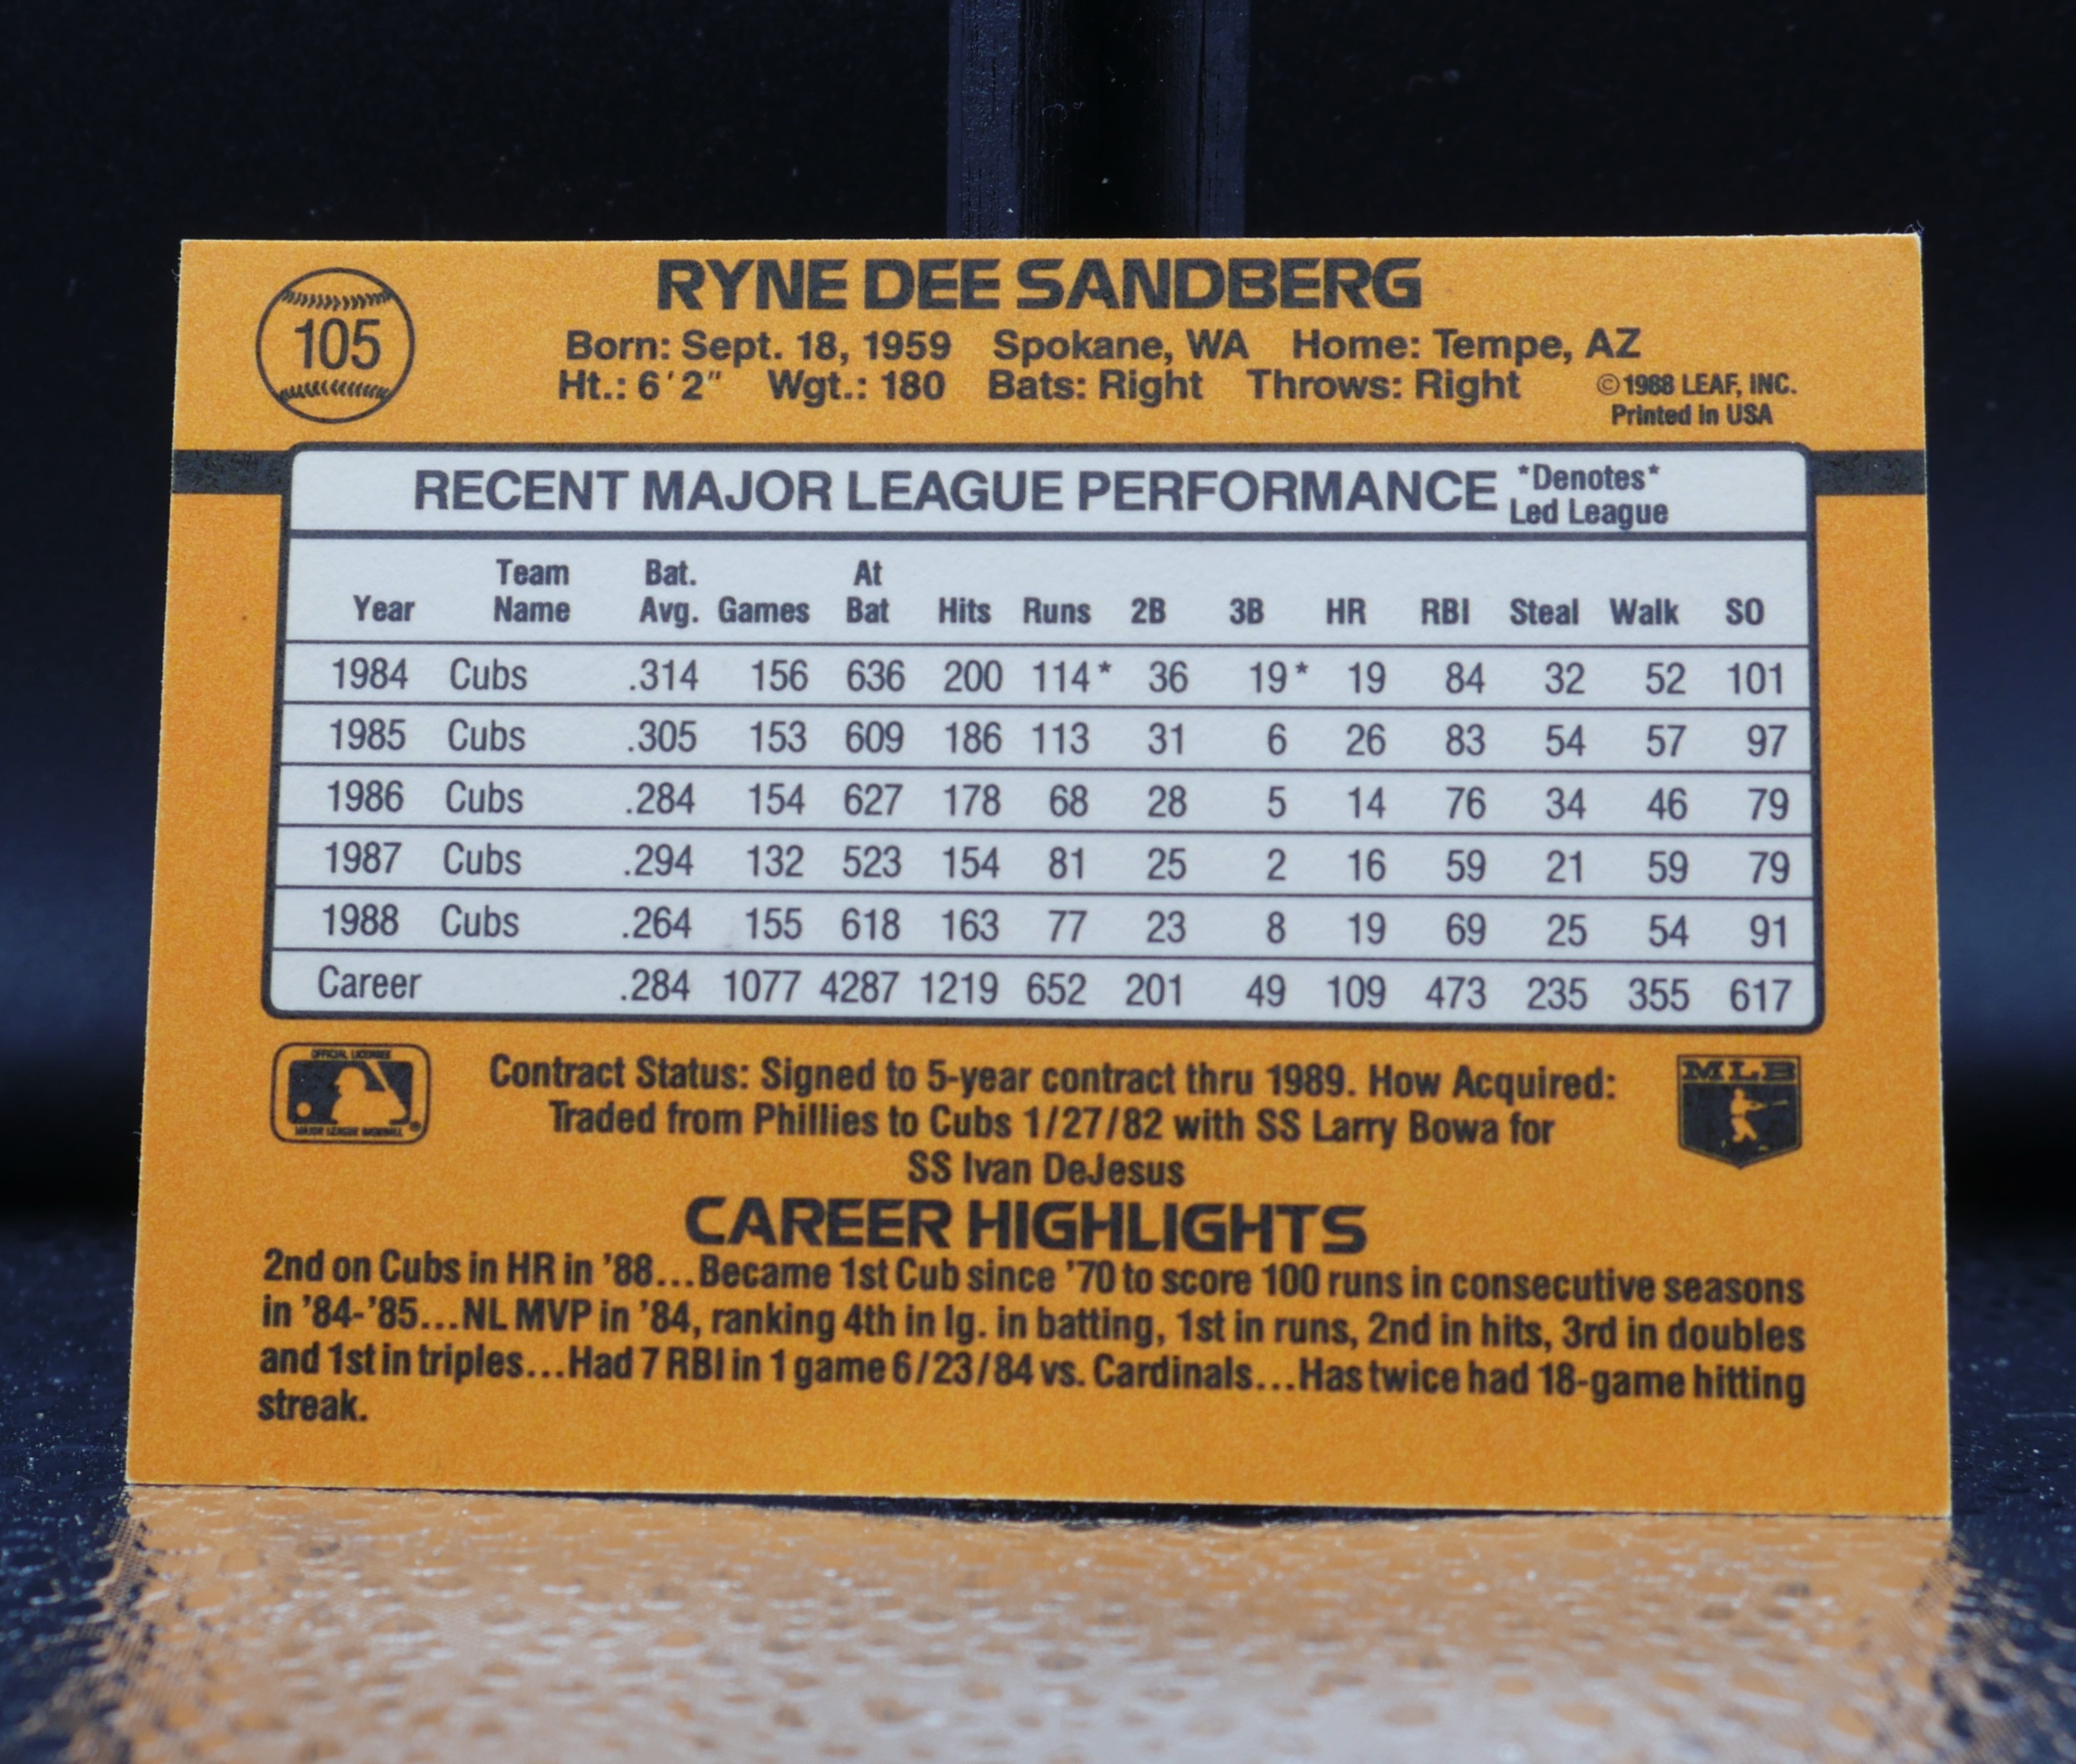 105
RYNE DEE SANDBERG
Born: Sept. 18, 1959 Spokane, WA Home: Tempe, AZ
Ht.: 6'2" Wgt.: 180 Bats: Right Throws: Right
©1988 LEAF, INC.
Printed in USA
RECENT MAJOR LEAGUE PERFORMANCE
*Denotes*
Led League
Year Team Name Bat. Avg. Games At Bat Hits Runs 2B 3B HR RBI Steal Walk SO
1984 Cubs .314 156 636 200 114* 36 19* 19 84 32 52 101
1985 Cubs .305 153 609 186 113 31 6 26 83 54 57 97
1986 Cubs .284 154 627 178 68 28 5 14 76 34 46 79
1987 Cubs .294 132 523 154 81 25 2 16 59 21 59 79
1988 Cubs .264 155 618 163 77 23 8 19 69 25 54 91
Career .284 1077 4287 1219 652 201 49 109 473 235 355 617
OFFICIAL LICENSEE
MAJOR LEAGUE BASEBALL
®
Contract Status: Signed to 5-year contract thru 1989. How Acquired:
Traded from Phillies to Cubs 1/27/82 with SS Larry Bowa for
SS Ivan DeJesus
MLB
CAREER HIGHLIGHTS
2nd on Cubs in HR in '88...Became 1st Cub since '70 to score 100 runs in consecutive seasons
in '84-'85...NL MVP in '84, ranking 4th in lg. in batting, 1st in runs, 2nd in hits, 3rd in doubles
and 1st in triples...Had 7 RBI in 1 game 6/23/84 vs. Cardinals...Has twice had 18-game hitting
streak.